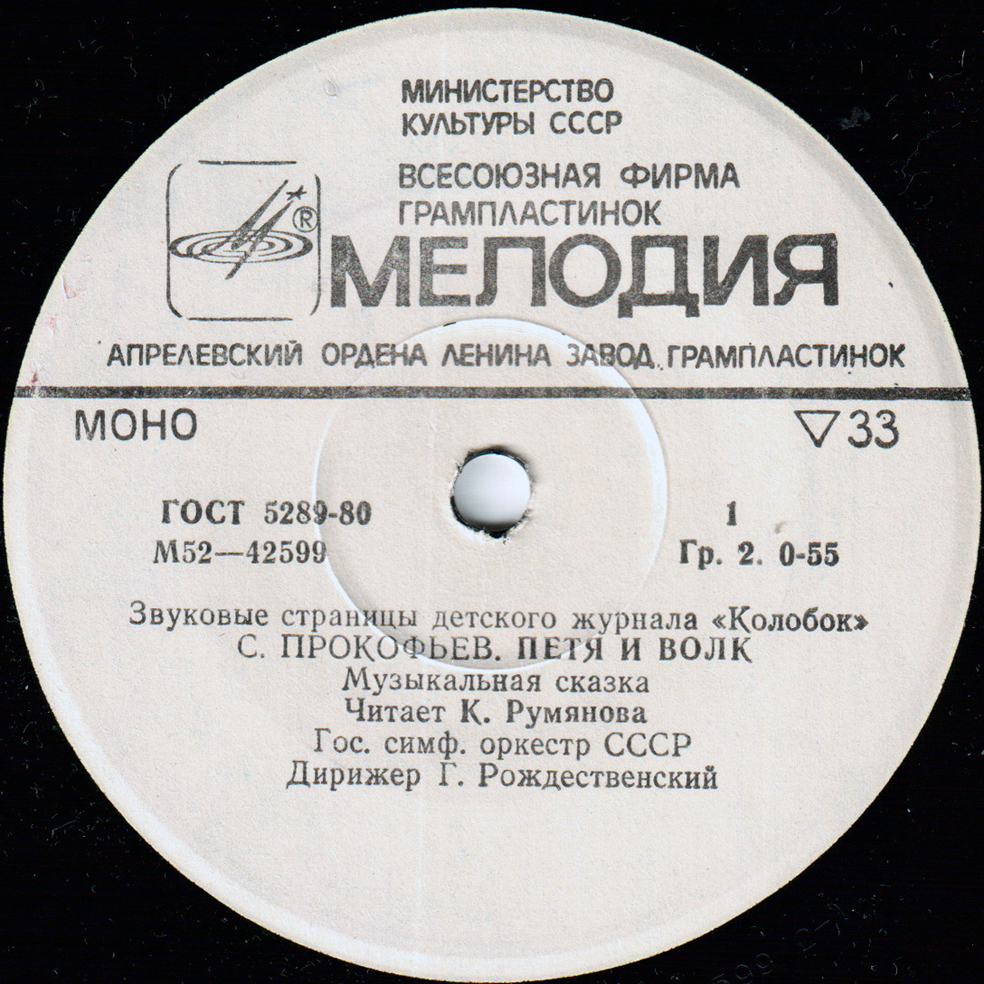 МИНИСТЕРСТВО
КУЛЬТУРЫ СССР
ВСЕСОЮЗНАЯ ФИРМА
ГРАМПЛАСТИНОК
®
МЕЛОДИЯ
АПРЕЛЕВСКИЙ ОРДЕНА ЛЕНИНА ЗАВОД ГРАМПЛАСТИНОК
МОНО ▽33
ГОСТ 5289-80 1
М52—42599 Гр. 2. 0-55
Звуковые страницы детского журнала «Колобок»
С. ПРОКОФЬЕВ. ПЕТЯ И ВОЛК
Музыкальная сказка
Читает К. Румянова
Гос. симф. оркестр СССР
Дирижер Г. Рождественский